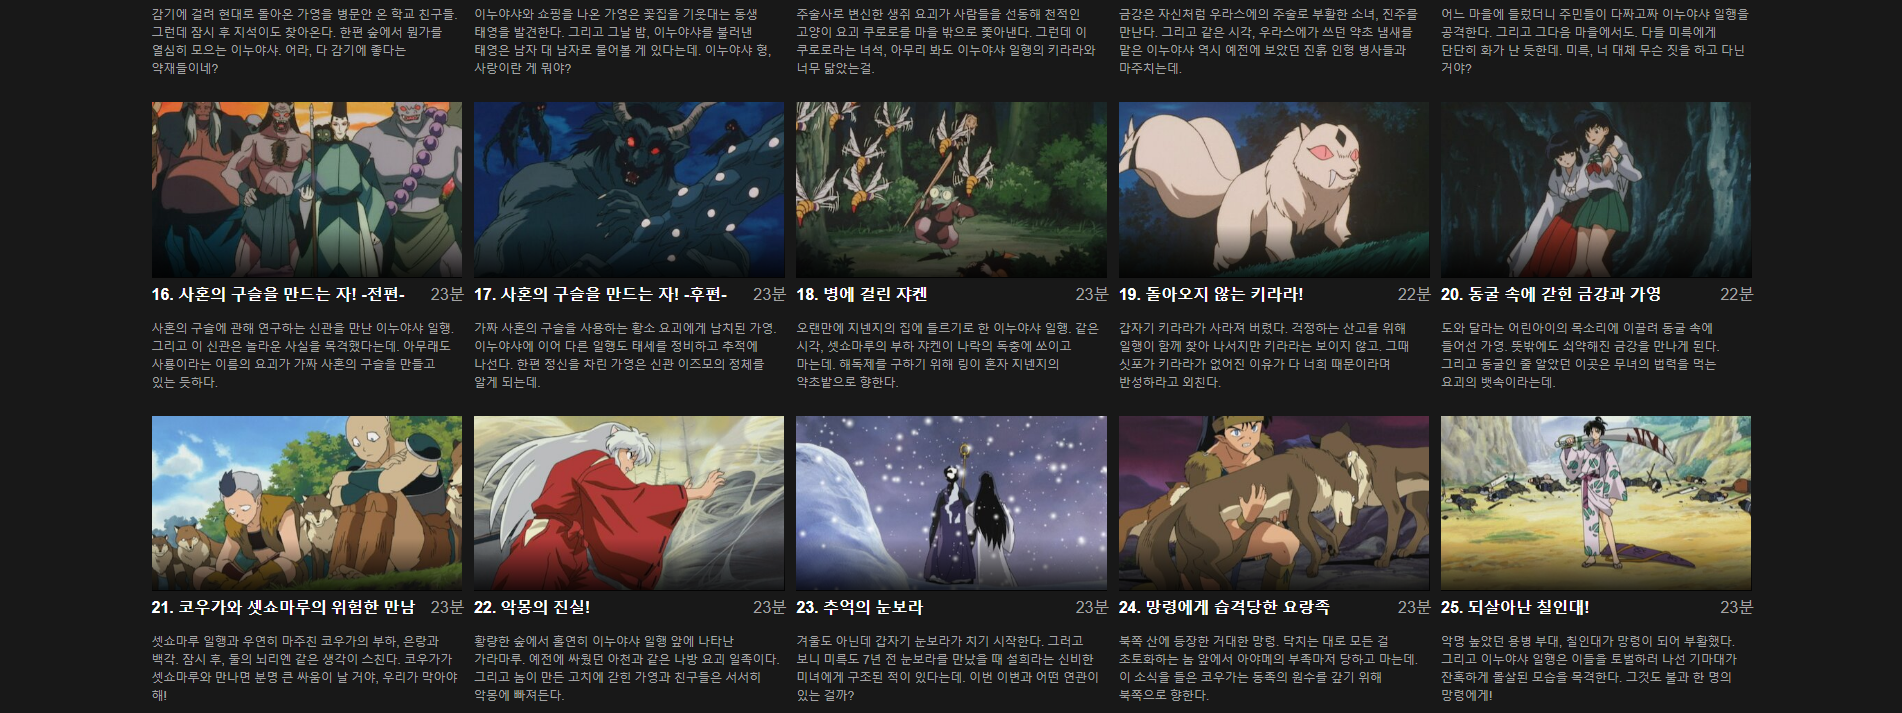 감기에 걸려 현대로 돌아온 가영을 병문안 온 학교 친구들.
그런데 잠시 후 지석이도 찾아온다. 한편 숲에서 뭔가를
열심히 모으는 이누야샤. 어라, 다 감기에 좋다는
약재들이네?
이누야샤와 쇼핑을 나온 가영은 꽃집을 기웃대는 동생
태영을 발견한다. 그리고 그날 밤, 이누야샤를 불러낸
태영은 남자 대 남자로 물어볼 게 있다는데. 이누야샤 형,
사랑이란 게 뭐야?
주술사로 변신한 생쥐 요괴가 사람들을 선동해 천적인
고양이 요괴 쿠로로를 마을 밖으로 쫓아낸다. 그런데 이
쿠로로라는 녀석, 아무리 봐도 이누야샤 일행의 키라라와
너무 닮았는걸.
금강은 자신처럼 우라스에의 주술로 부활한 소녀, 진주를
만난다. 그리고 같은 시각, 우라스에가 쓰던 약초 냄새를
맡은 이누야샤 역시 예전에 보았던 진흙 인형 병사들과
마주치는데.
어느 마을에 들렀더니 주민들이 다짜고짜 이누야샤 일행을
공격한다. 그리고 그다음 마을에서도. 다들 미륵에게
단단히 화가 난 듯한데. 미륵, 너 대체 무슨 짓을 하고 다닌
거야?
16. 사혼의 구슬을 만드는 자! -전편- 23분
사혼의 구슬에 관해 연구하는 신관을 만난 이누야샤 일행.
그리고 이 신관은 놀라운 사실을 목격했다는데. 아무래도
사룡이라는 이름의 요괴가 가짜 사혼의 구슬을 만들고
있는 듯하다.
17. 사혼의 구슬을 만드는 자! -후편- 23분
가짜 사혼의 구슬을 사용하는 황소 요괴에게 납치된 가영.
이누야샤에 이어 다른 일행도 태세를 정비하고 추적에
나선다. 한편 정신을 차린 가영은 신관 이즈모의 정체를
알게 되는데.
18. 병에 걸린 쟈켄 23분
오랜만에 지넨지의 집에 들르기로 한 이누야샤 일행. 같은
시각, 셋쇼마루의 부하 쟈켄이 나락의 독충에 쏘이고
마는데. 해독제를 구하기 위해 링이 혼자 지넨지의
약초밭으로 향한다.
19. 돌아오지 않는 키라라! 22분
갑자기 키라라가 사라져 버렸다. 걱정하는 산고를 위해
일행이 함께 찾아 나서지만 키라라는 보이지 않고. 그때
싯포가 키라라가 없어진 이유가 다 너희 때문이라며
반성하라고 외친다.
20. 동굴 속에 갇힌 금강과 가영 22분
도와 달라는 어린아이의 목소리에 이끌려 동굴 속에
들어선 가영. 뜻밖에도 쇠약해진 금강을 만나게 된다.
그리고 동굴인 줄 알았던 이곳은 무녀의 법력을 먹는
요괴의 뱃속이라는데.
21. 코우가와 셋쇼마루의 위험한 만남 23분
셋쇼마루 일행과 우연히 마주친 코우가의 부하, 은랑과
백각. 잠시 후, 둘의 뇌리엔 같은 생각이 스친다. 코우가가
셋쇼마루와 만나면 분명 큰 싸움이 날 거야, 우리가 막아야
해!
22. 악몽의 진실! 23분
황량한 숲에서 홀연히 이누야샤 일행 앞에 나타난
가라마루. 예전에 싸웠던 아천과 같은 나방 요괴 일족이다.
그리고 놈이 만든 고치에 갇힌 가영과 친구들은 서서히
악몽에 빠져든다.
23. 추억의 눈보라 23분
겨울도 아닌데 갑자기 눈보라가 치기 시작한다. 그러고
보니 미륵도 7년 전 눈보라를 만났을 때 설희라는 신비한
미녀에게 구조된 적이 있다는데. 이번 이변과 어떤 연관이
있는 걸까?
24. 망령에게 습격당한 요랑족 23분
북쪽 산에 등장한 거대한 망령. 닥치는 대로 모든 걸
초토화하는 놈 앞에서 아야메의 부족마저 당하고 마는데.
이 소식을 들은 코우가는 동족의 원수를 갚기 위해
북쪽으로 향한다.
25. 되살아난 칠인대! 23분
악명 높았던 용병 부대, 칠인대가 망령이 되어 부활했다.
그리고 이누야샤 일행은 이들을 토벌하러 나선 기마대가
잔혹하게 몰살된 모습을 목격한다. 그것도 불과 한 명의
망령에게!